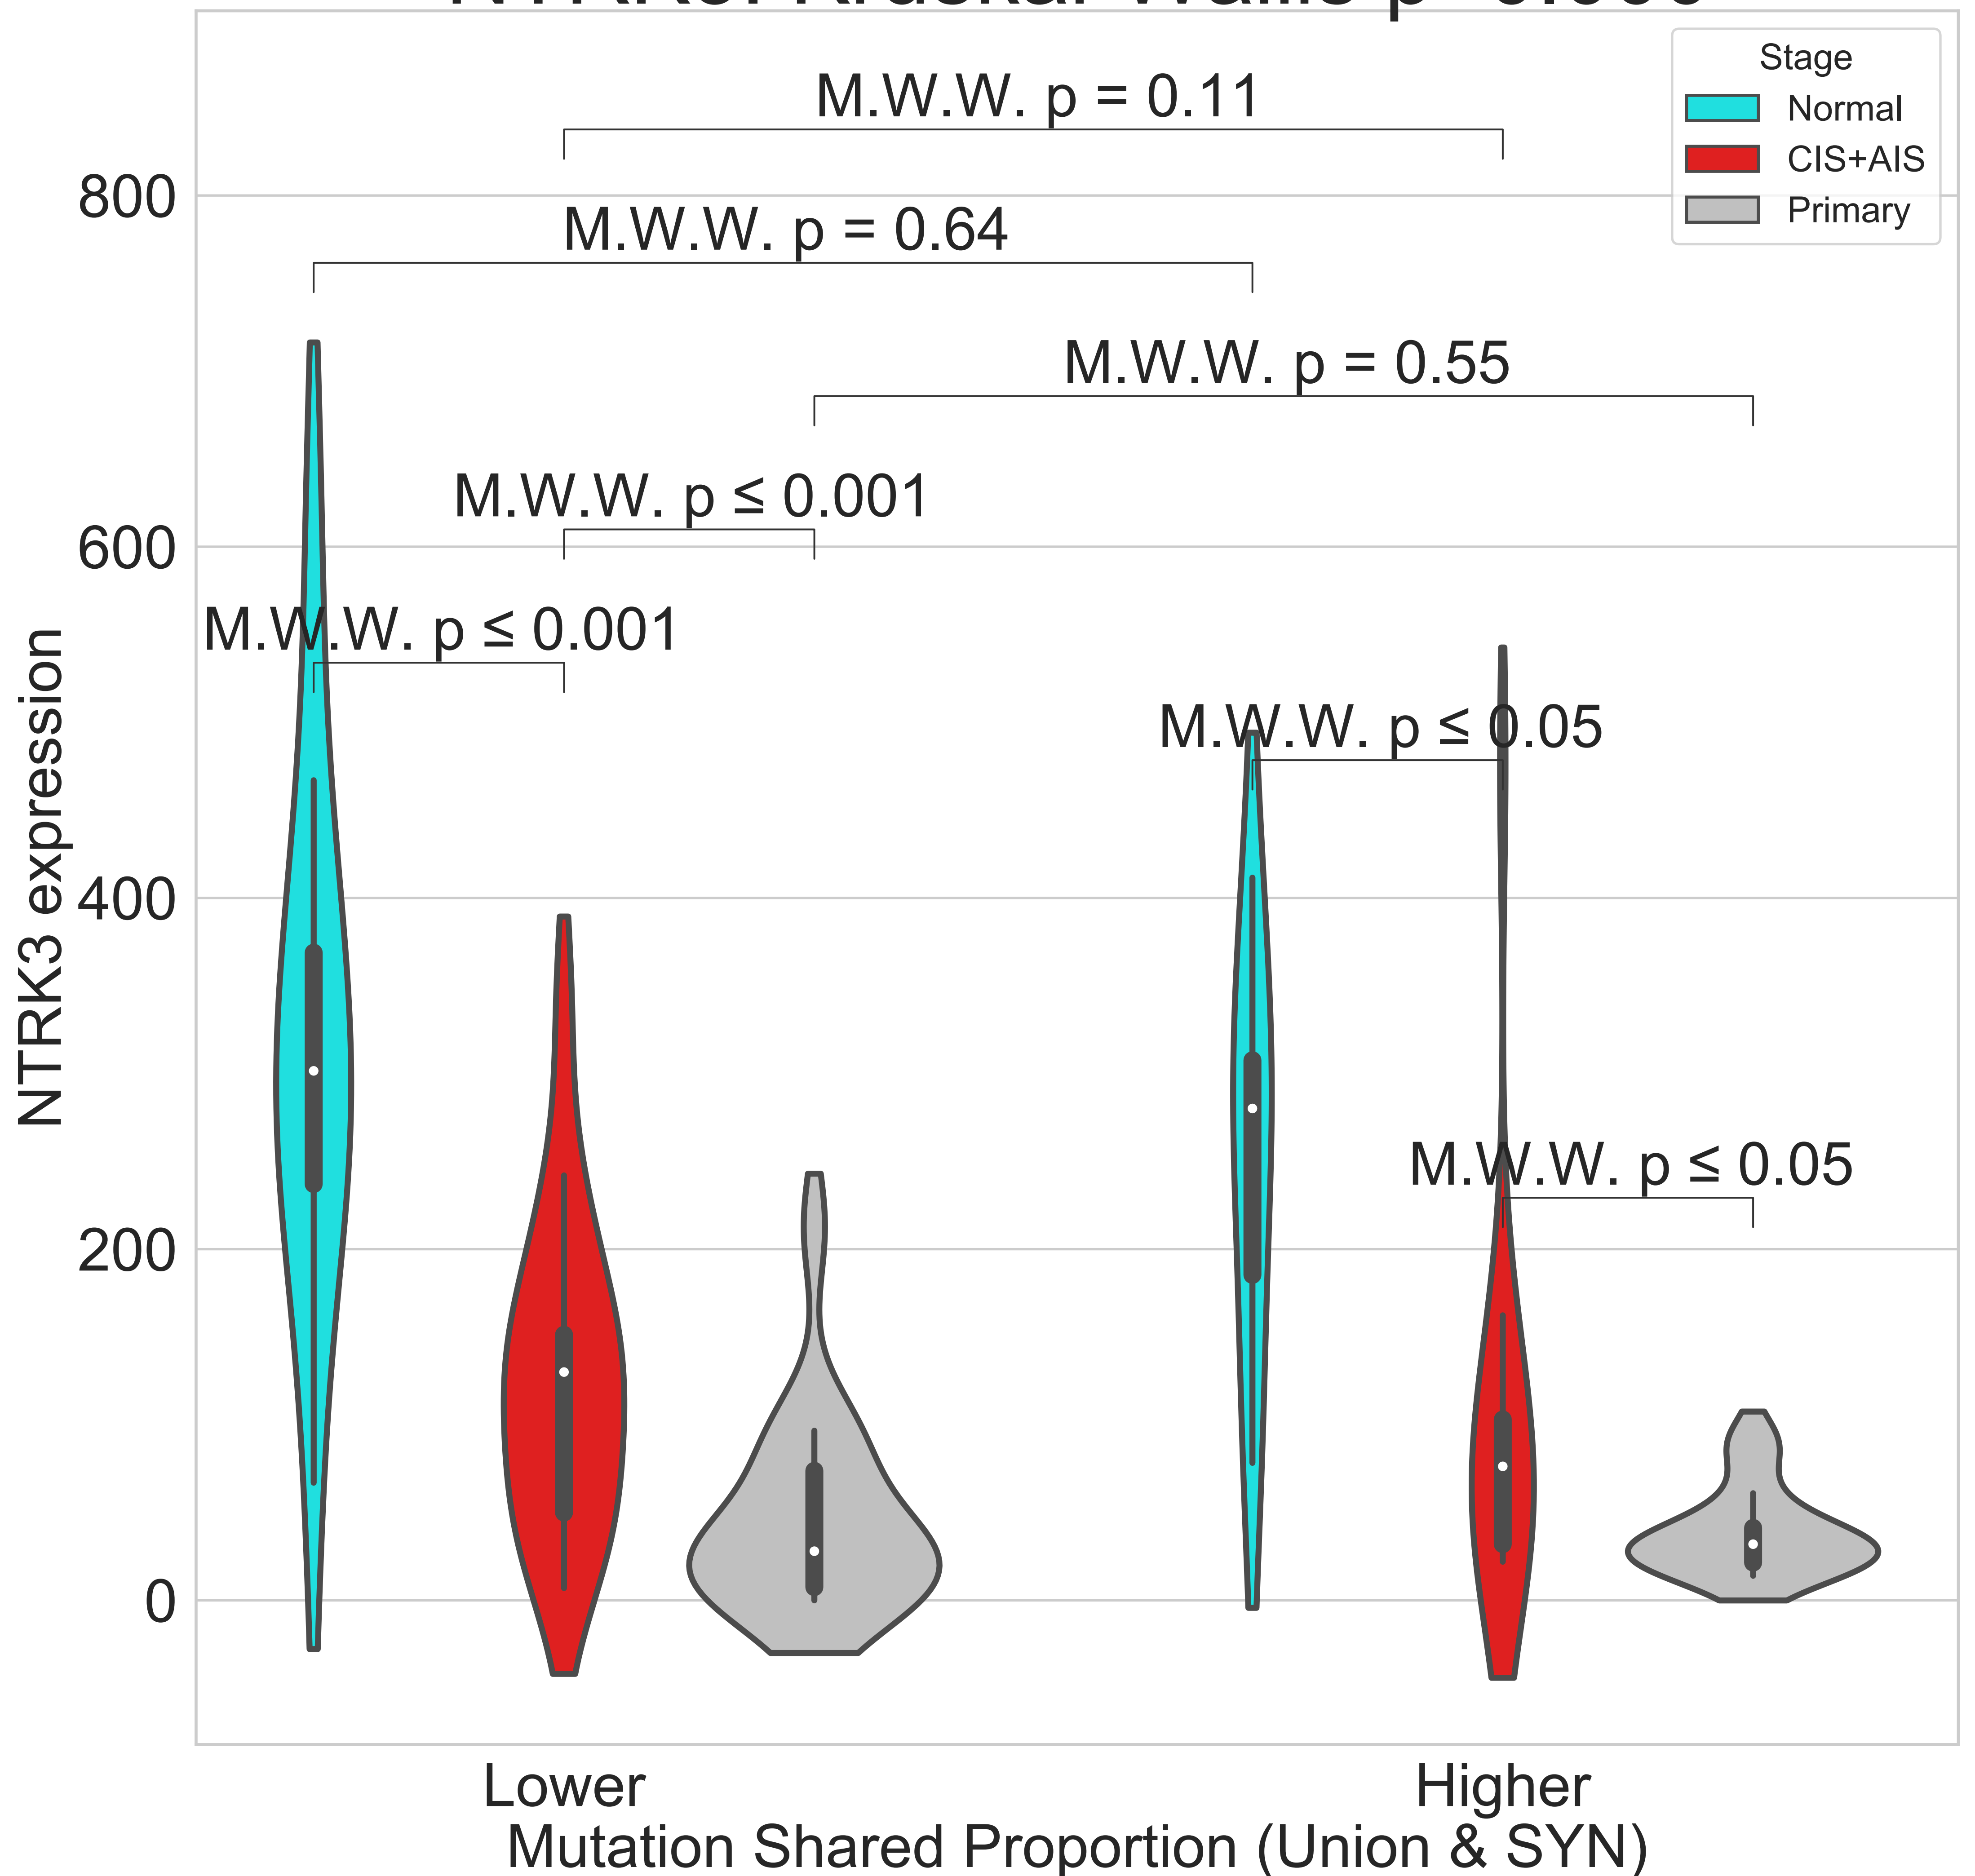 Stage
Normal
CIS+AIS
Primary
M.W.W. p = 0.11
M.W.W. p = 0.64
M.W.W. p = 0.55
M.W.W. p ≤ 0.001
M.W.W. p ≤ 0.001
M.W.W. p ≤ 0.05
M.W.W. p ≤ 0.05
800
600
400
200
0
NTRK3 expression
Lower
Higher
Mutation Shared Proportion (Union & SYN)